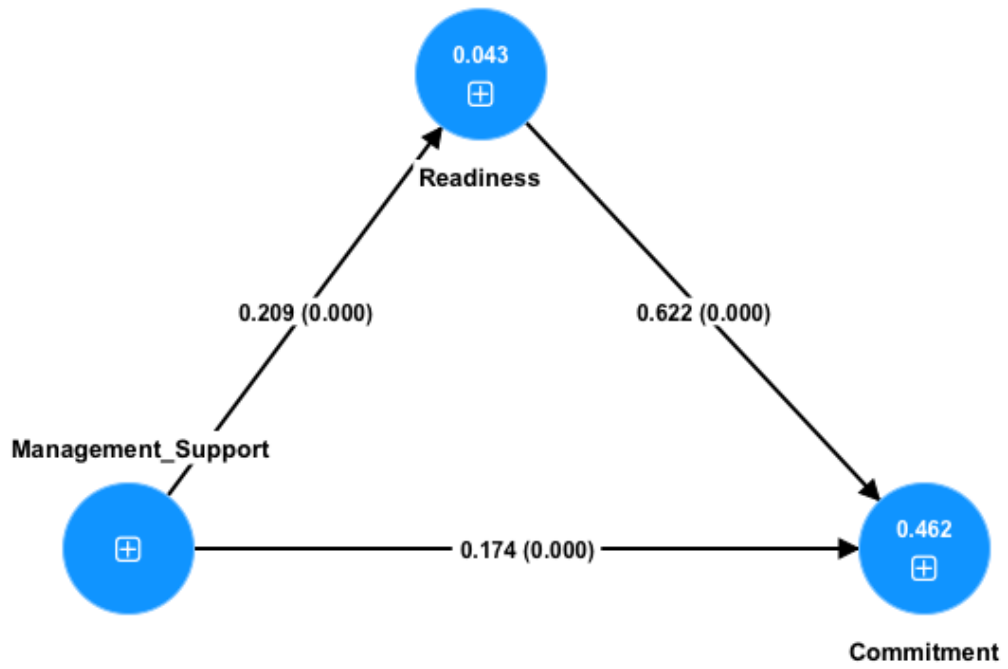 0.043
Readiness
0.209 (0.000)
0.622 (0.000)
Management_Support
0.174 (0.000)
0.462
Commitment